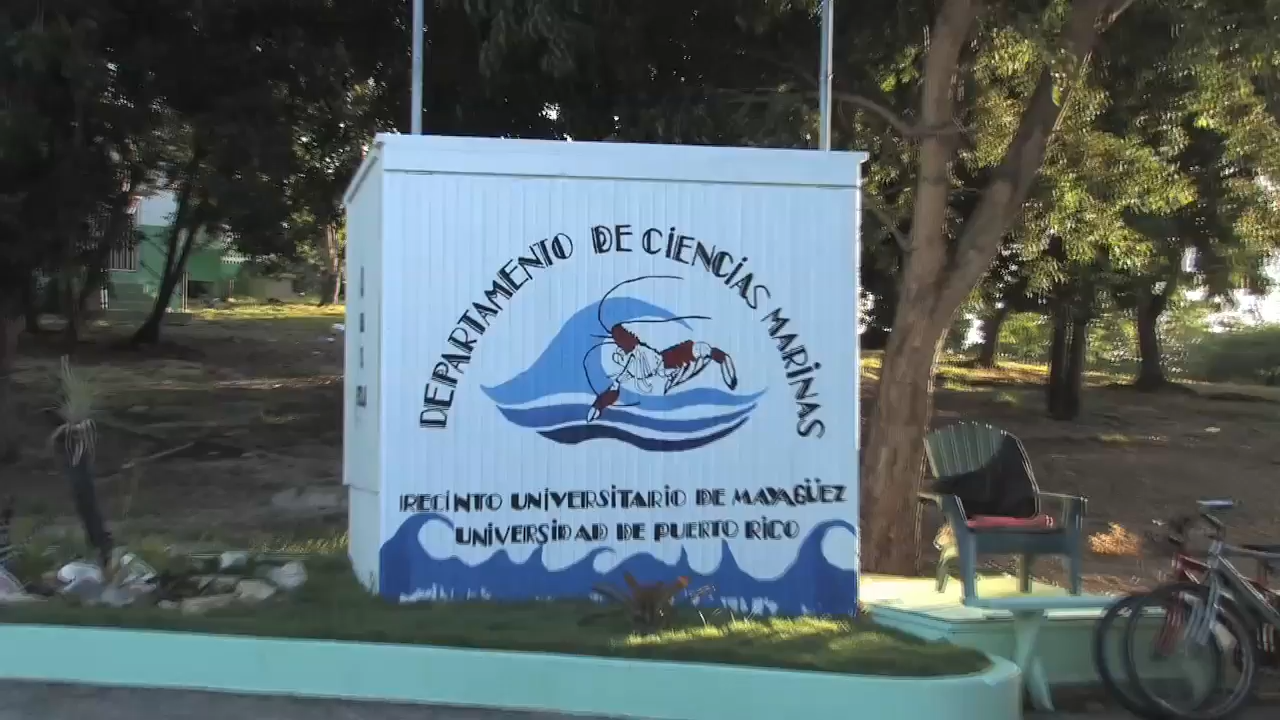 DEPARTAMENTO DE CIENCIAS MARINAS
RECINTO UNIVERSITARIO DE MAYAGÜEZ
UNIVERSIDAD DE PUERTO RICO